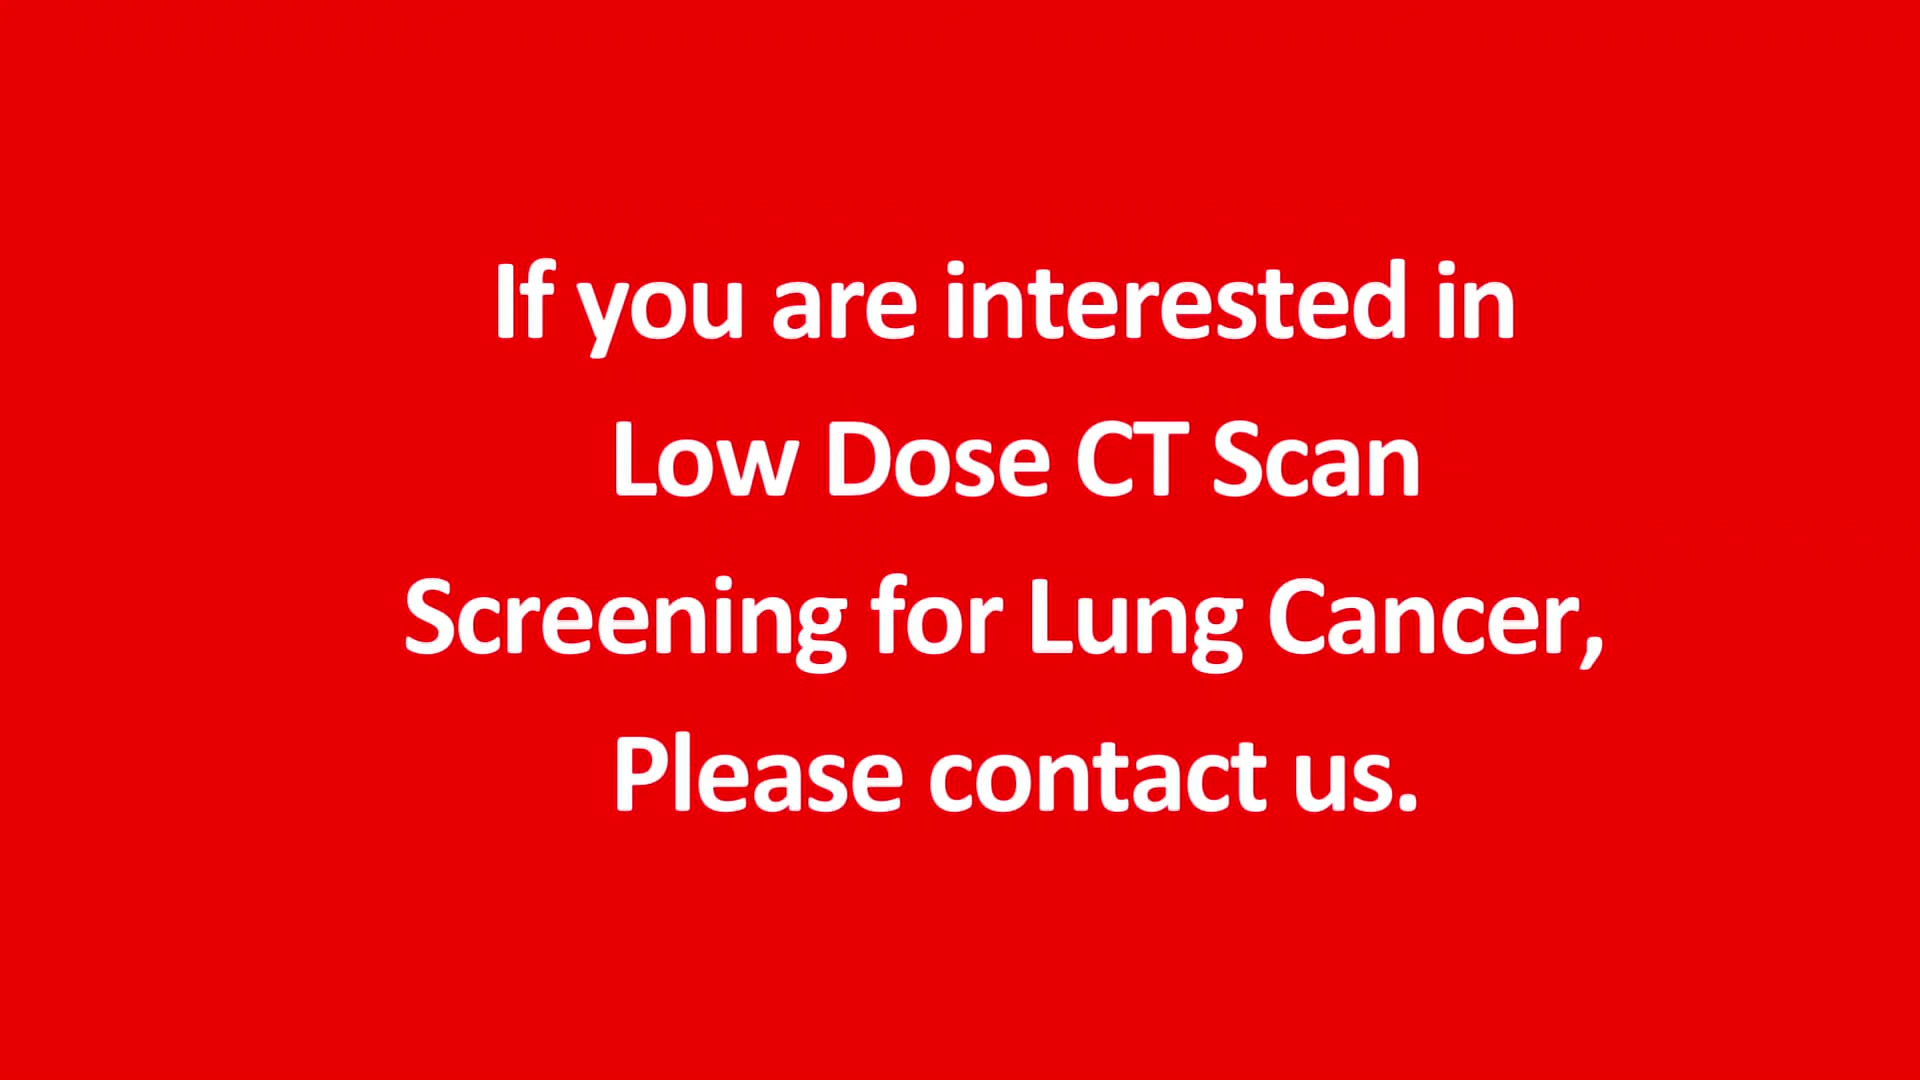 If you are interested in
Low Dose CT Scan
Screening for Lung Cancer,
Please contact us.